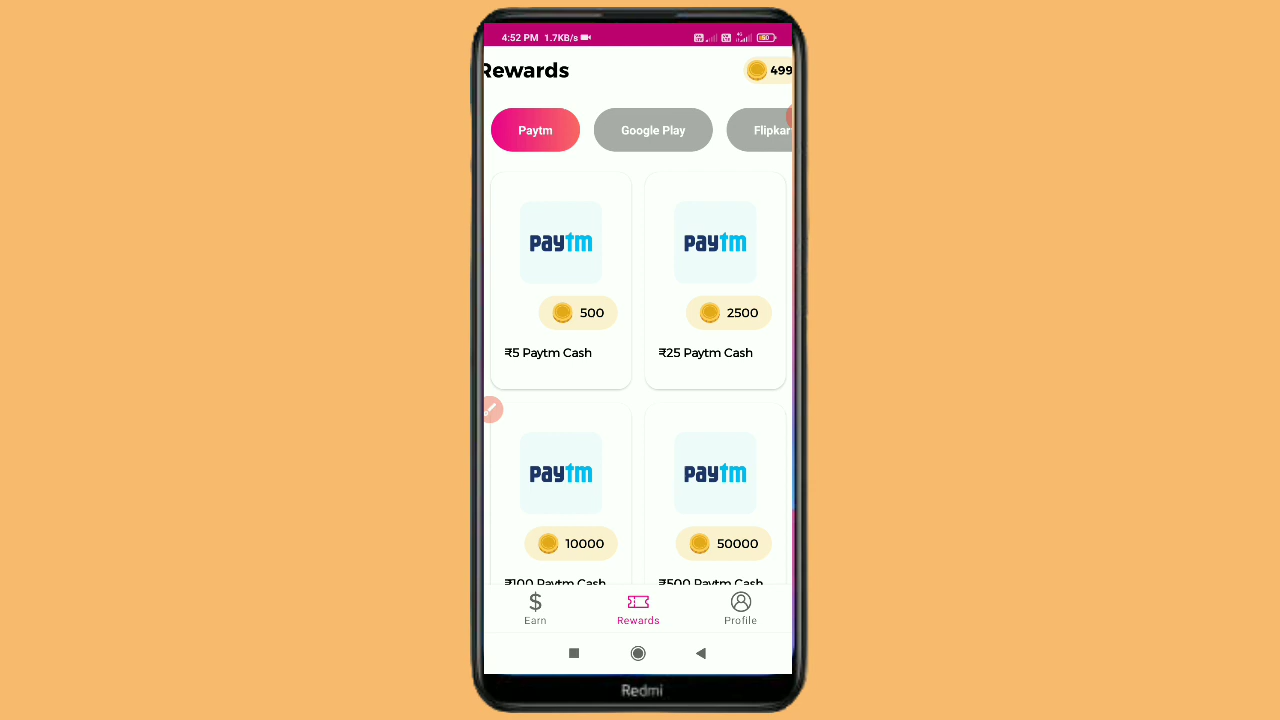 4:52 PM 1.7KB/s
Rewards
499
Paytm
Google Play
Flipkar
paytm
paytm
500
2500
₹5 Paytm Cash
₹25 Paytm Cash
paytm
paytm
10000
50000
₹100 Paytm Cash
₹500 Paytm Cash
Earn
Rewards
Profile
Redmi